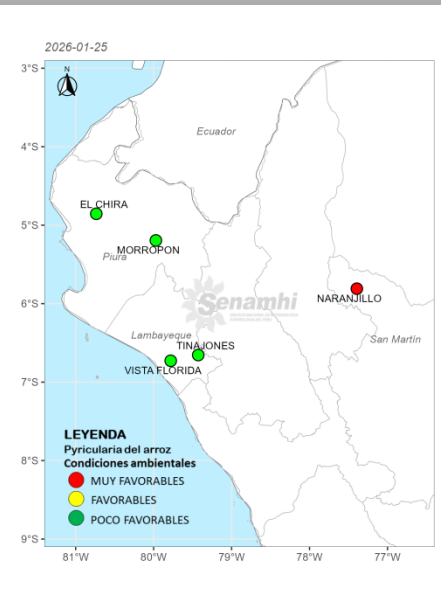 2026-01-25
3°S
N
4°S
Ecuador
EL CHIRA
5°S
MORROPON
Piura
Senamhi
NARANJILLO
6°S
Lambayeque
San Martín
TINAJONES
VISTA FLORIDA
7°S
LEYENDA
Pyricularia del arroz
Condiciones ambientales
8°S
MUY FAVORABLES
FAVORABLES
POCO FAVORABLES
9°S
81°W 80°W 79°W 78°W 77°W